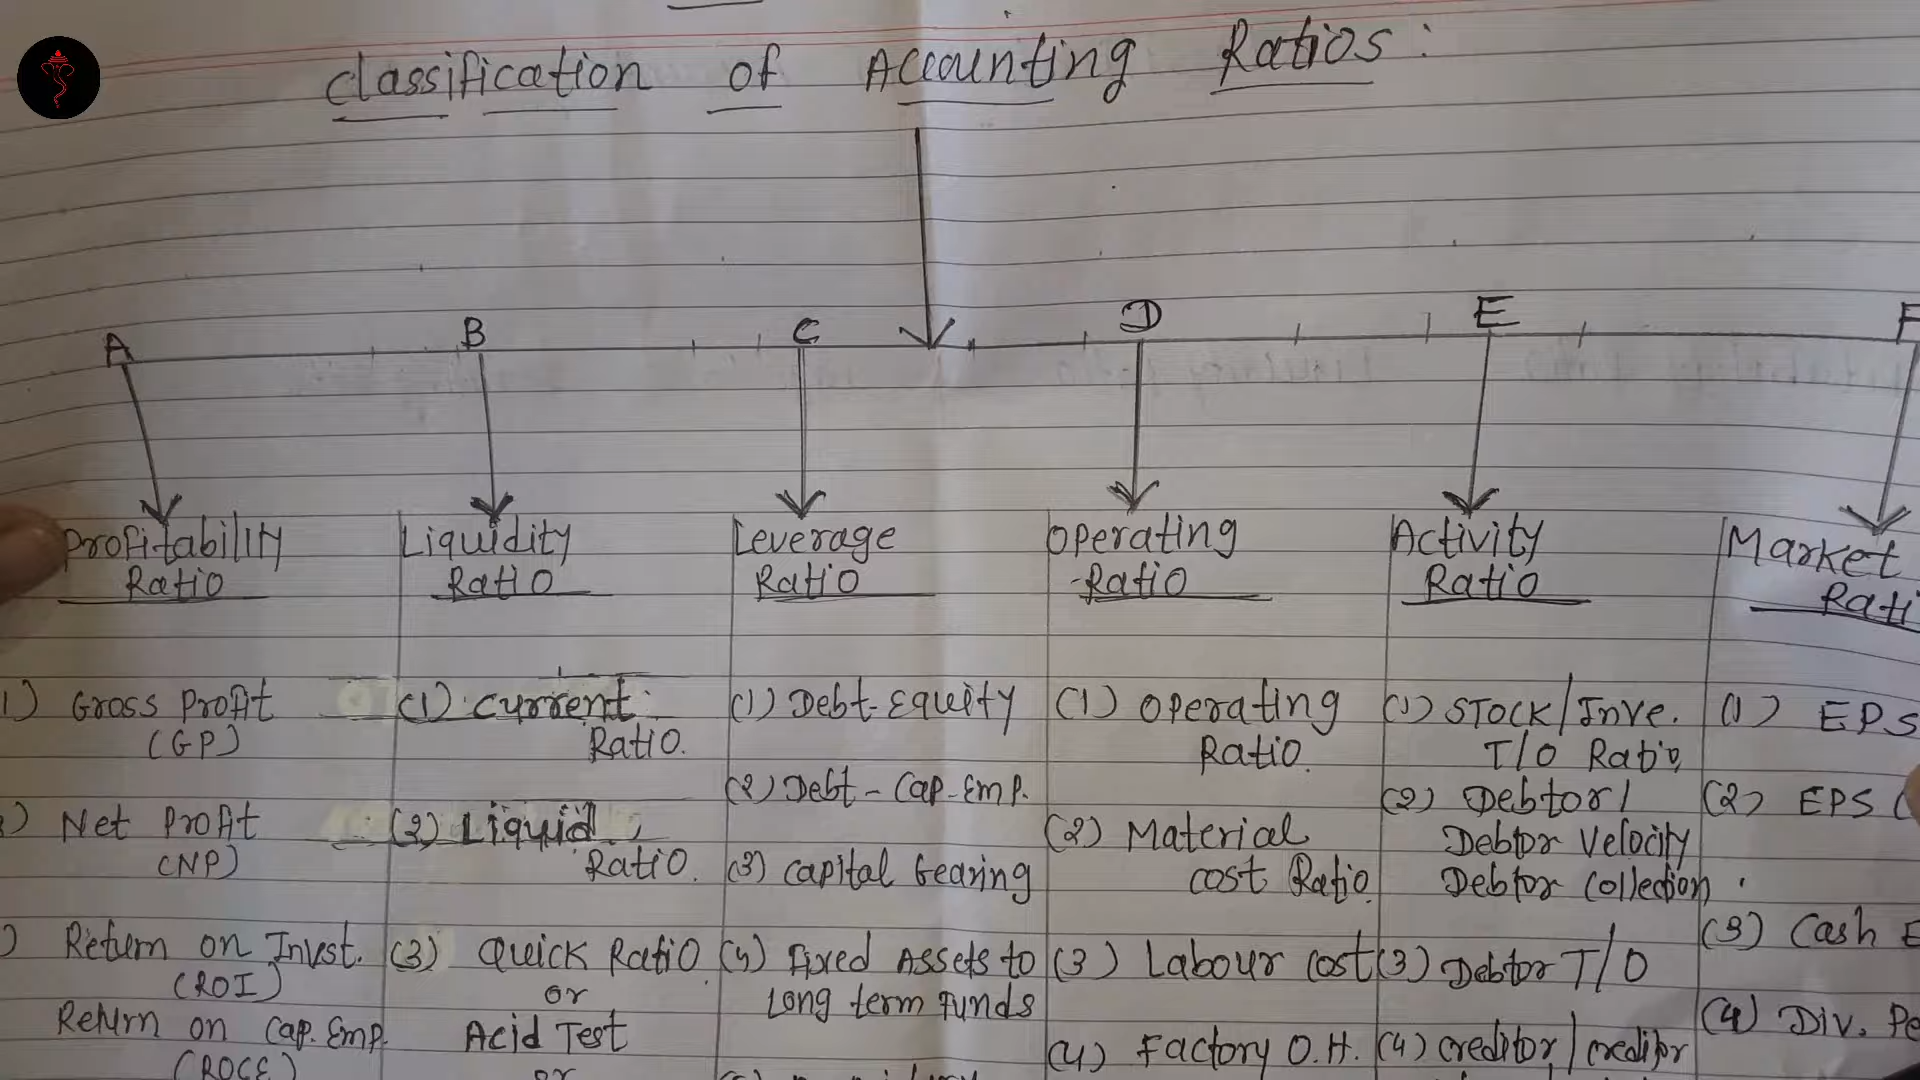 Classification of Accounting Ratios:
A
B
C
D
E
F
Profitability
Ratio
Liquidity
Ratio
Leverage
Ratio
Operating
Ratio
Activity
Ratio
Market
Rati
1) Gross Profit
(GP)
) Net Profit
(NP)
) Return on Invst.
(ROI)
Return on Cap. Emp.
(ROCE)
(1) Current
Ratio.
(2) Liquid
Ratio.
(3) Quick Ratio
or
Acid Test
or
(1) Debt-Equity
(2) Debt-Cap-Emp.
(3) Capital Gearing
(4) Fixed Assets to
Long term Funds
(1) Operating
Ratio.
(2) Material
Cost Ratio.
(3) Labour Cost
(4) Factory O.H.
(1) Stock/Inve.
T/O Ratio
(2) Debtor/
Debtor Velocity
Debtor Collection
(3) Debtor T/O
(4) Creditor/Creditor
(1) EPS
(2) EPS (
(3) Cash E
(4) Div. Pe